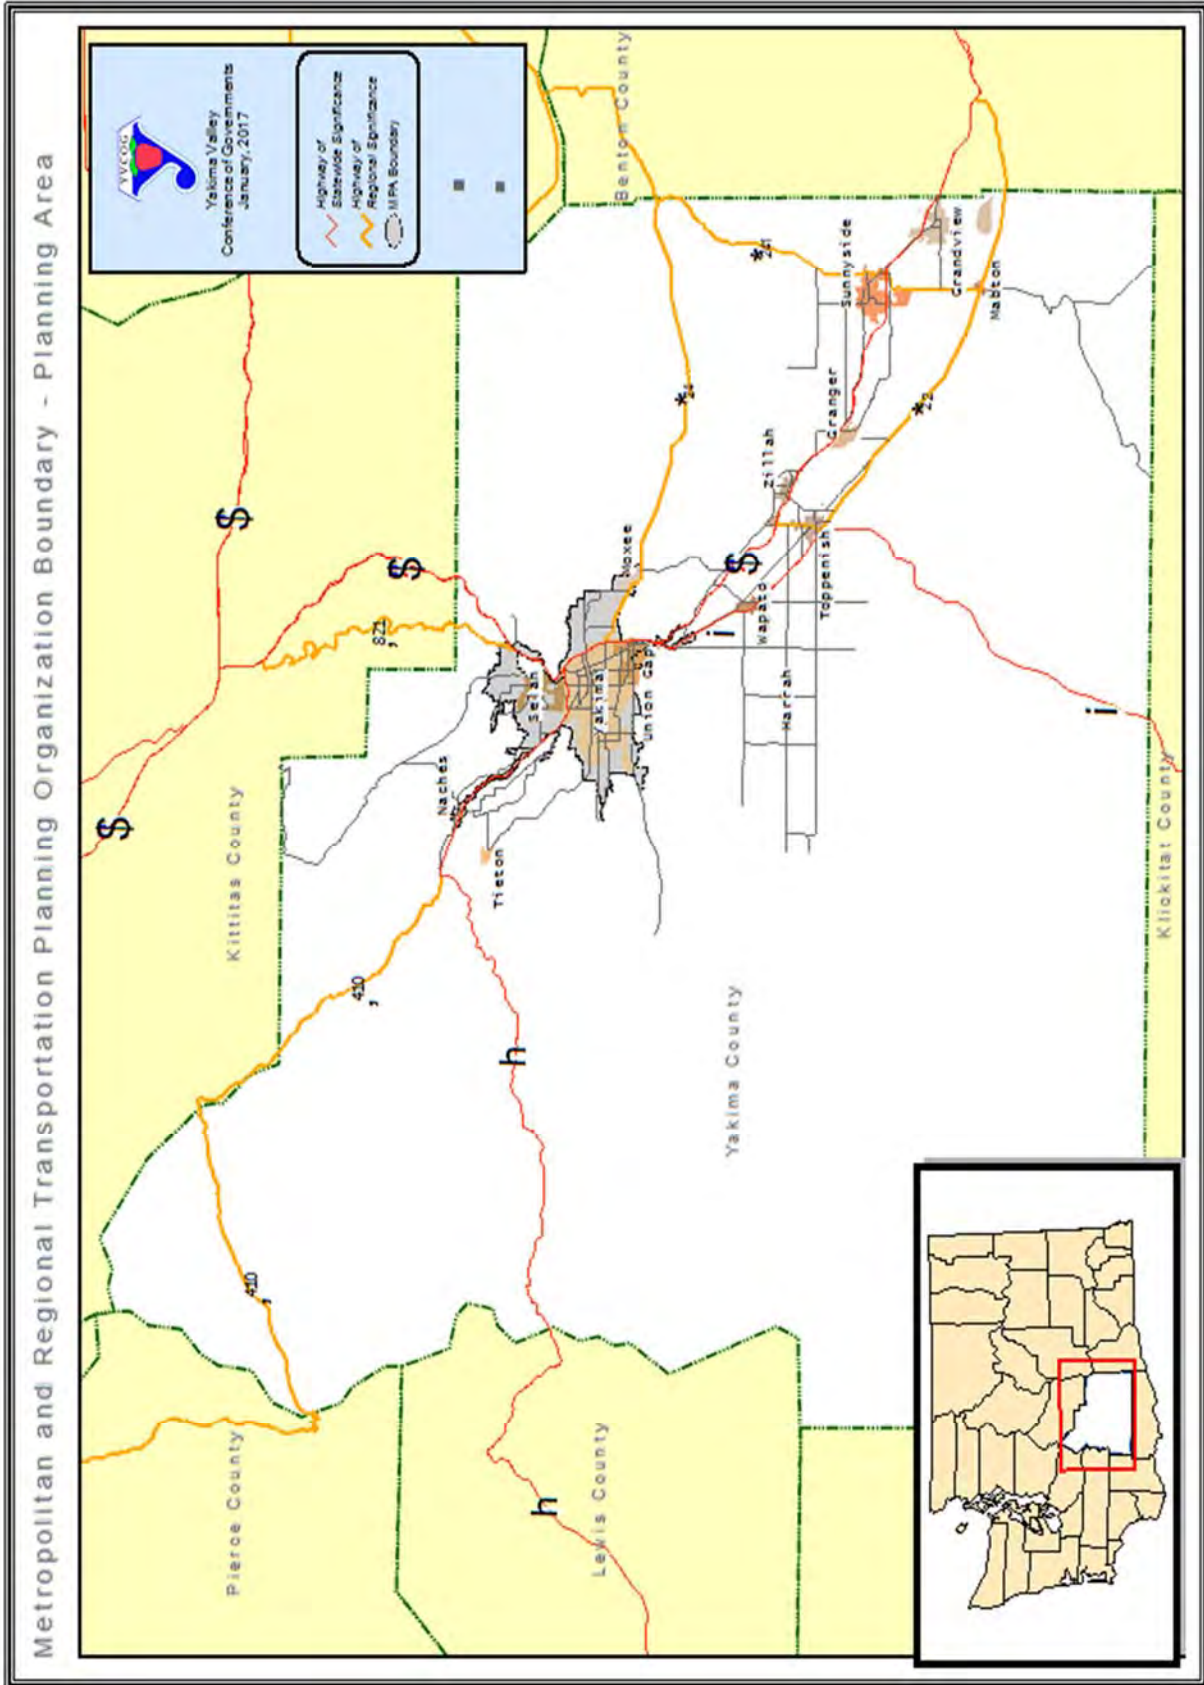 Metropolitan and Regional Transportation Planning Organization Boundary - Planning Area
YVCOG
Yakima Valley
Conference of Governments
January, 2017
Highway of
Statewide Significance
Highway of
Regional Significance
MPA Boundary
Pierce County
Kittitas County
Lewis County
Yakima County
Benton County
Klickitat County
410
410
821
$
$
$
$
h
h
i
i
*
24
*
241
*
22
Naches
Tieton
Selah
Yakima
Union Gap
Moxee
Wapato
Harrah
Toppenish
Zillah
Granger
Sunnyside
Grandview
Mabton